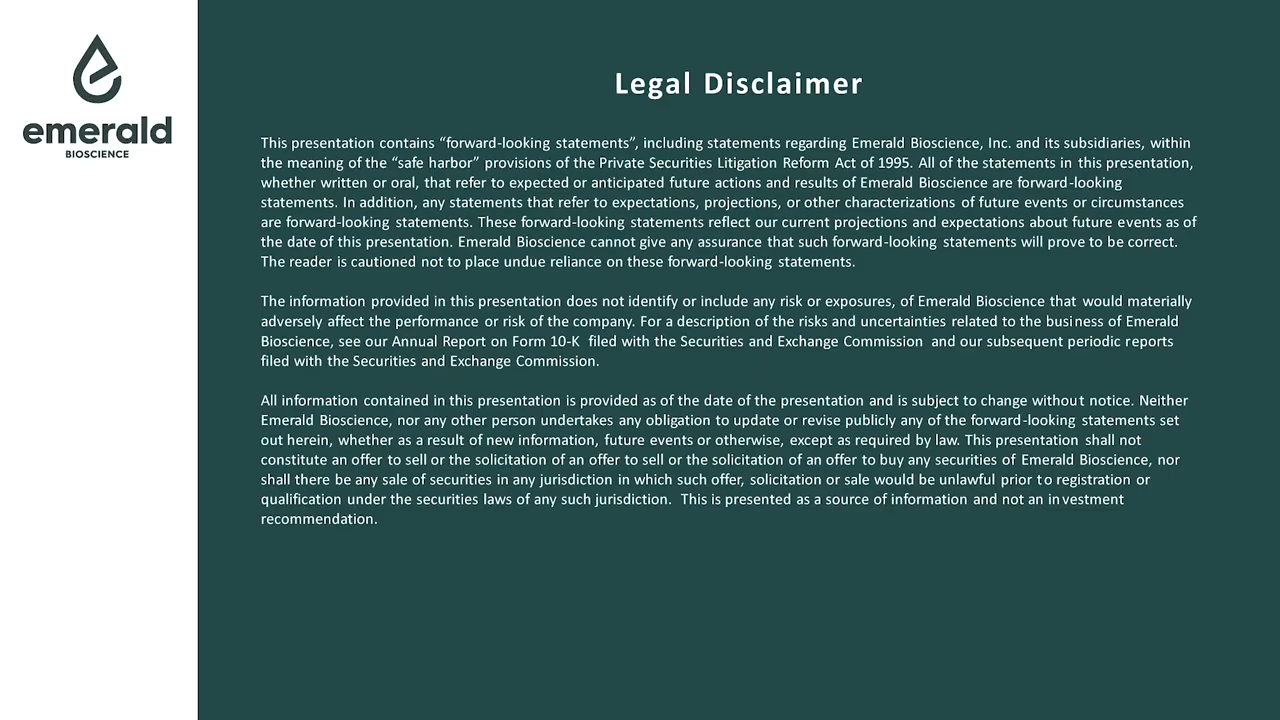 emerald
BIOSCIENCE
Legal Disclaimer
This presentation contains “forward-looking statements”, including statements regarding Emerald Bioscience, Inc. and its subsidiaries, within
the meaning of the “safe harbor” provisions of the Private Securities Litigation Reform Act of 1995. All of the statements in this presentation,
whether written or oral, that refer to expected or anticipated future actions and results of Emerald Bioscience are forward-looking
statements. In addition, any statements that refer to expectations, projections, or other characterizations of future events or circumstances
are forward-looking statements. These forward-looking statements reflect our current projections and expectations about future events as of
the date of this presentation. Emerald Bioscience cannot give any assurance that such forward-looking statements will prove to be correct.
The reader is cautioned not to place undue reliance on these forward-looking statements.
The information provided in this presentation does not identify or include any risk or exposures, of Emerald Bioscience that would materially
adversely affect the performance or risk of the company. For a description of the risks and uncertainties related to the business of Emerald
Bioscience, see our Annual Report on Form 10-K filed with the Securities and Exchange Commission and our subsequent periodic reports
filed with the Securities and Exchange Commission.
All information contained in this presentation is provided as of the date of the presentation and is subject to change without notice. Neither
Emerald Bioscience, nor any other person undertakes any obligation to update or revise publicly any of the forward-looking statements set
out herein, whether as a result of new information, future events or otherwise, except as required by law. This presentation shall not
constitute an offer to sell or the solicitation of an offer to sell or the solicitation of an offer to buy any securities of Emerald Bioscience, nor
shall there be any sale of securities in any jurisdiction in which such offer, solicitation or sale would be unlawful prior to registration or
qualification under the securities laws of any such jurisdiction. This is presented as a source of information and not an investment
recommendation.